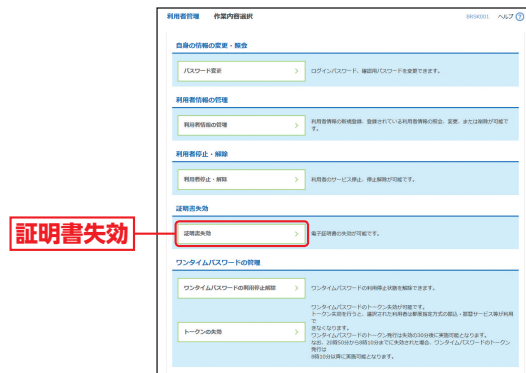 利用者管理 作業内容選択 BRSK001 ヘルプ ?
自身の情報の変更・照会
パスワード変更 > ログインパスワード、確認用パスワードを変更できます。
利用者情報の管理
利用者情報の管理 > 利用者情報の新規登録、登録されている利用者情報の照会、変更、または削除が可能で
す。
利用者停止・解除
利用者停止・解除 > 利用者のサービス停止、停止解除が可能です。
証明書失効
証明書失効
証明書失効 > 電子証明書の失効が可能です。
ワンタイムパスワードの管理
ワンタイムパスワードの利用停止解除 > ワンタイムパスワードの利用停止状態を解除できます。
ワンタイムパスワードのトークン失効が可能です。
トークン失効を行うと、選択された利用者は都度指定方式の振込・振替サービス等が利用
で
きなくなります。
トークンの失効 > ワンタイムパスワードのトークン発行は失効の30分後に実施可能となります。
なお、20時50分から8時10分までに失効された場合、ワンタイムパスワードのトークン
発行は
8時10分以降に実施可能となります。